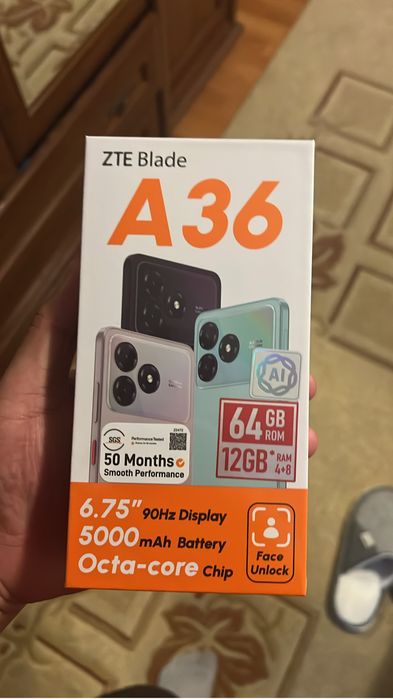 ZTE Blade
A36
AI
64 GB ROM
12GB* RAM 4+8
SGS
Performance Tested
50 Months
Smooth Performance
6.75" 90Hz Display
5000mAh Battery
Octa-core Chip
Face
Unlock